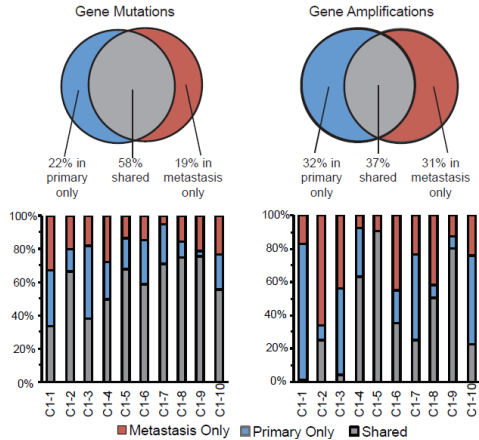 Gene Mutations
Gene Amplifications
22% in
primary
only
58%
shared
19% in
metastasis
only
32% in
primary
only
37%
shared
31% in
metastasis
only
100%
80%
60%
40%
20%
0%
C1-1
C1-2
C1-3
C1-4
C1-5
C1-6
C1-7
C1-8
C1-9
C1-10
100%
80%
60%
40%
20%
0%
C1-1
C1-2
C1-3
C1-4
C1-5
C1-6
C1-7
C1-8
C1-9
C1-10
Metastasis Only
Primary Only
Shared